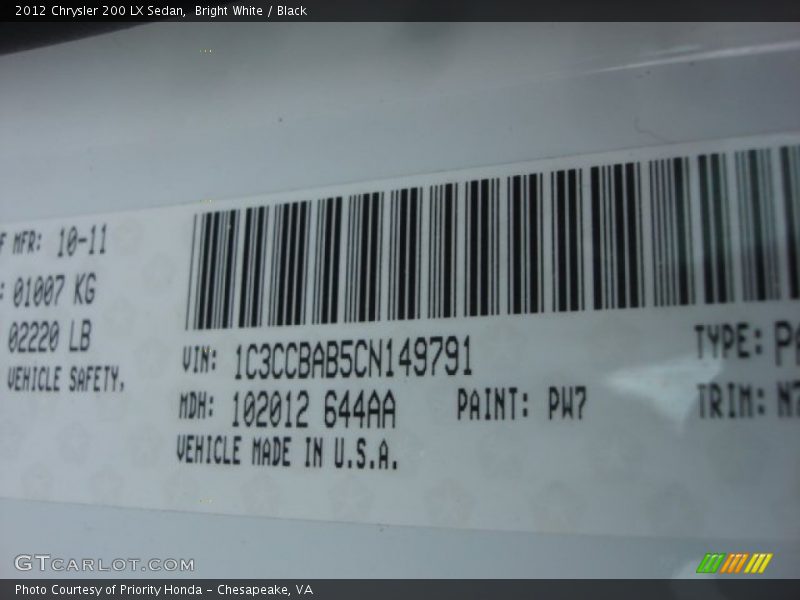 2012 Chrysler 200 LX Sedan, Bright White / Black
MFR: 10-11
01007 KG
02220 LB
VEHICLE SAFETY,
VIN: 1C3CCBAB5CN149791
MDH: 102012 644AA
PAINT: PW7
VEHICLE MADE IN U.S.A.
TYPE:
TRIM:
GTCARLOT.COM
Photo Courtesy of Priority Honda - Chesapeake, VA